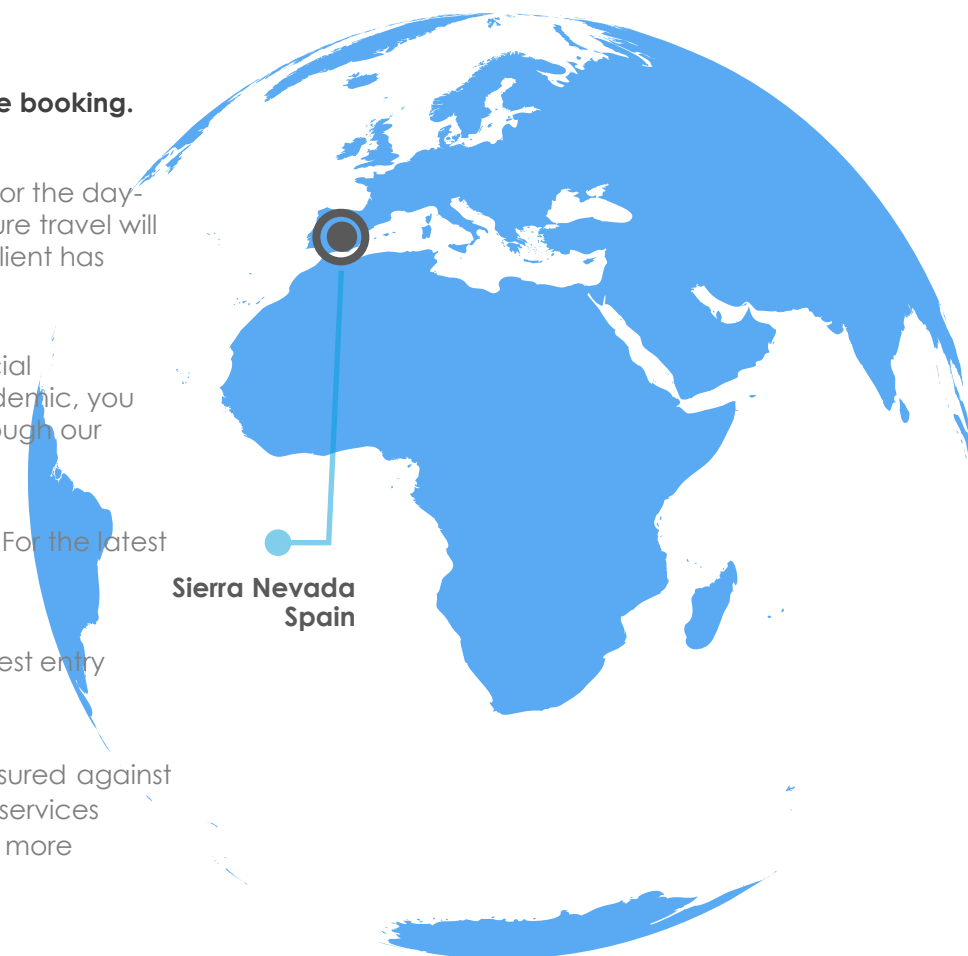 e booking.
or the day-
ure travel will
lient has
cial
demic, you
ough our
For the latest
Sierra Nevada
Spain
est entry
sured against
services
more